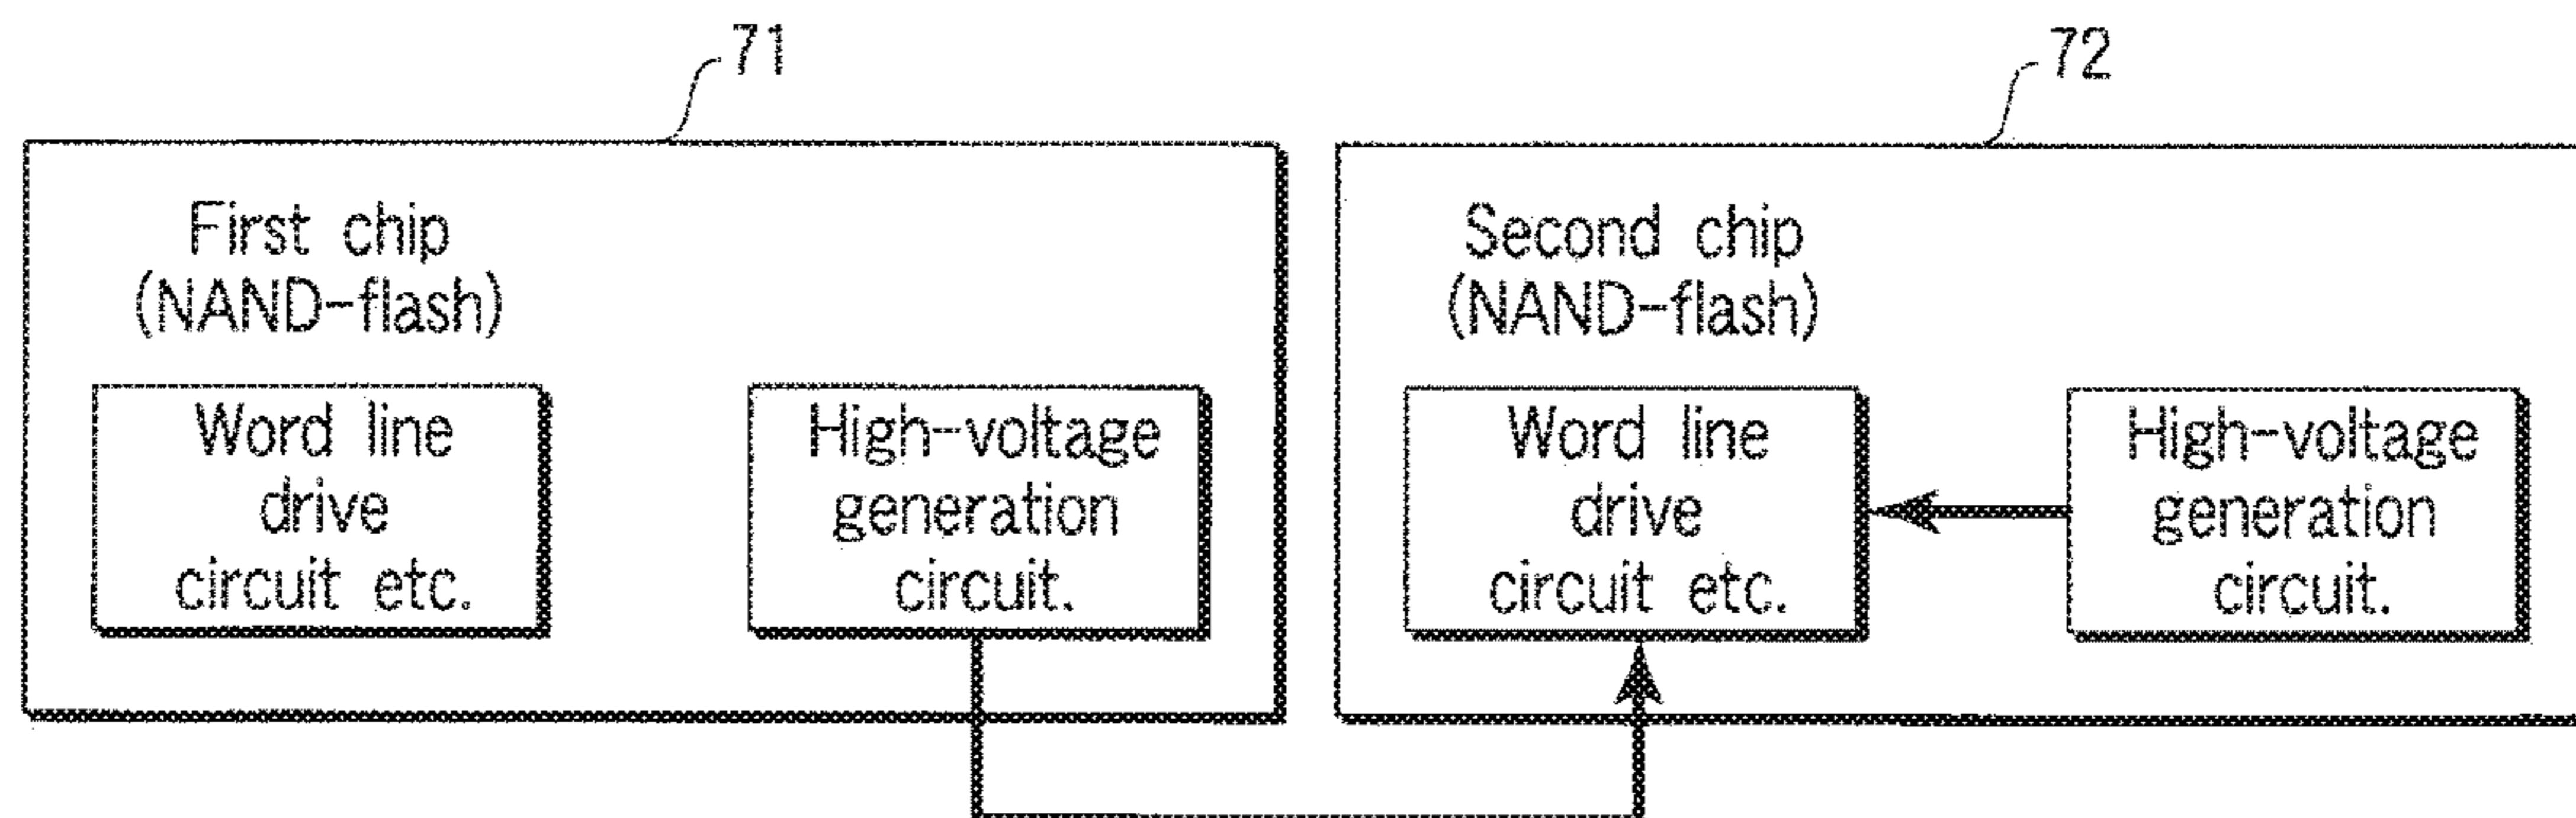 71
72
First chip
(NAND-flash)
Word line
drive
circuit etc.
High-voltage
generation
circuit.
Second chip
(NAND-flash)
Word line
drive
circuit etc.
High-voltage
generation
circuit.